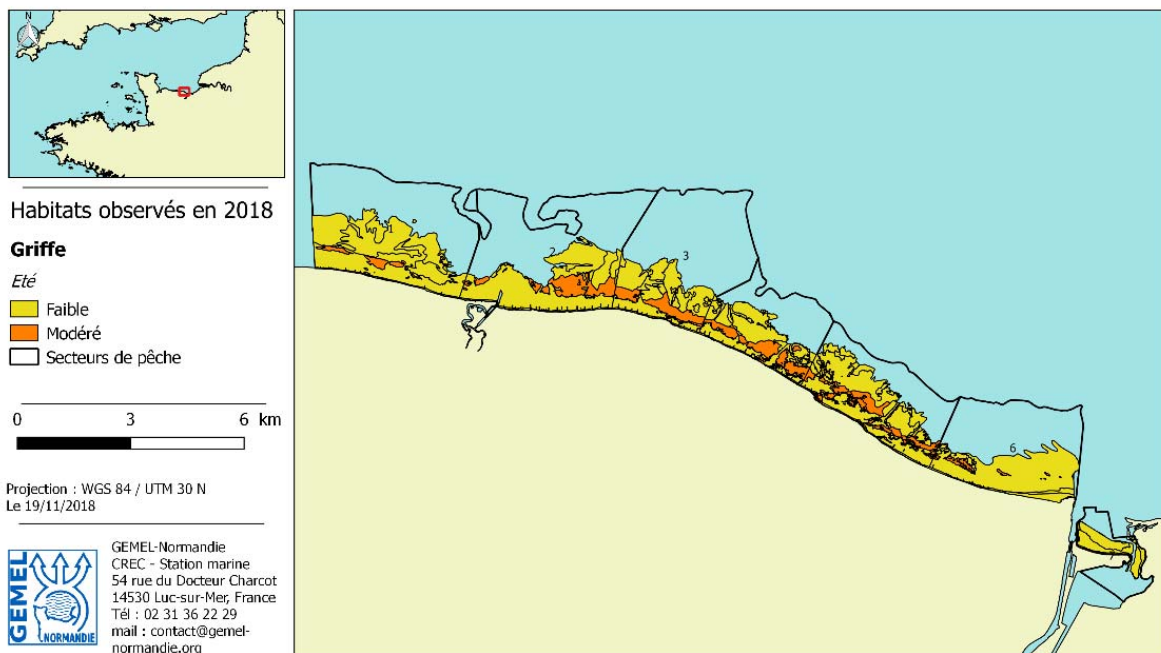 N
Habitats observés en 2018
Griffe
Eté
Faible
Modéré
Secteurs de pêche
0 3 6 km
Projection : WGS 84 / UTM 30 N
Le 19/11/2018
GEMEL
NORMANDIE
GEMEL-Normandie
CREC - Station marine
54 rue du Docteur Charcot
14530 Luc-sur-Mer, France
Tél : 02 31 36 22 29
mail : contact@gemel-
normandie.org
1
2
3
6